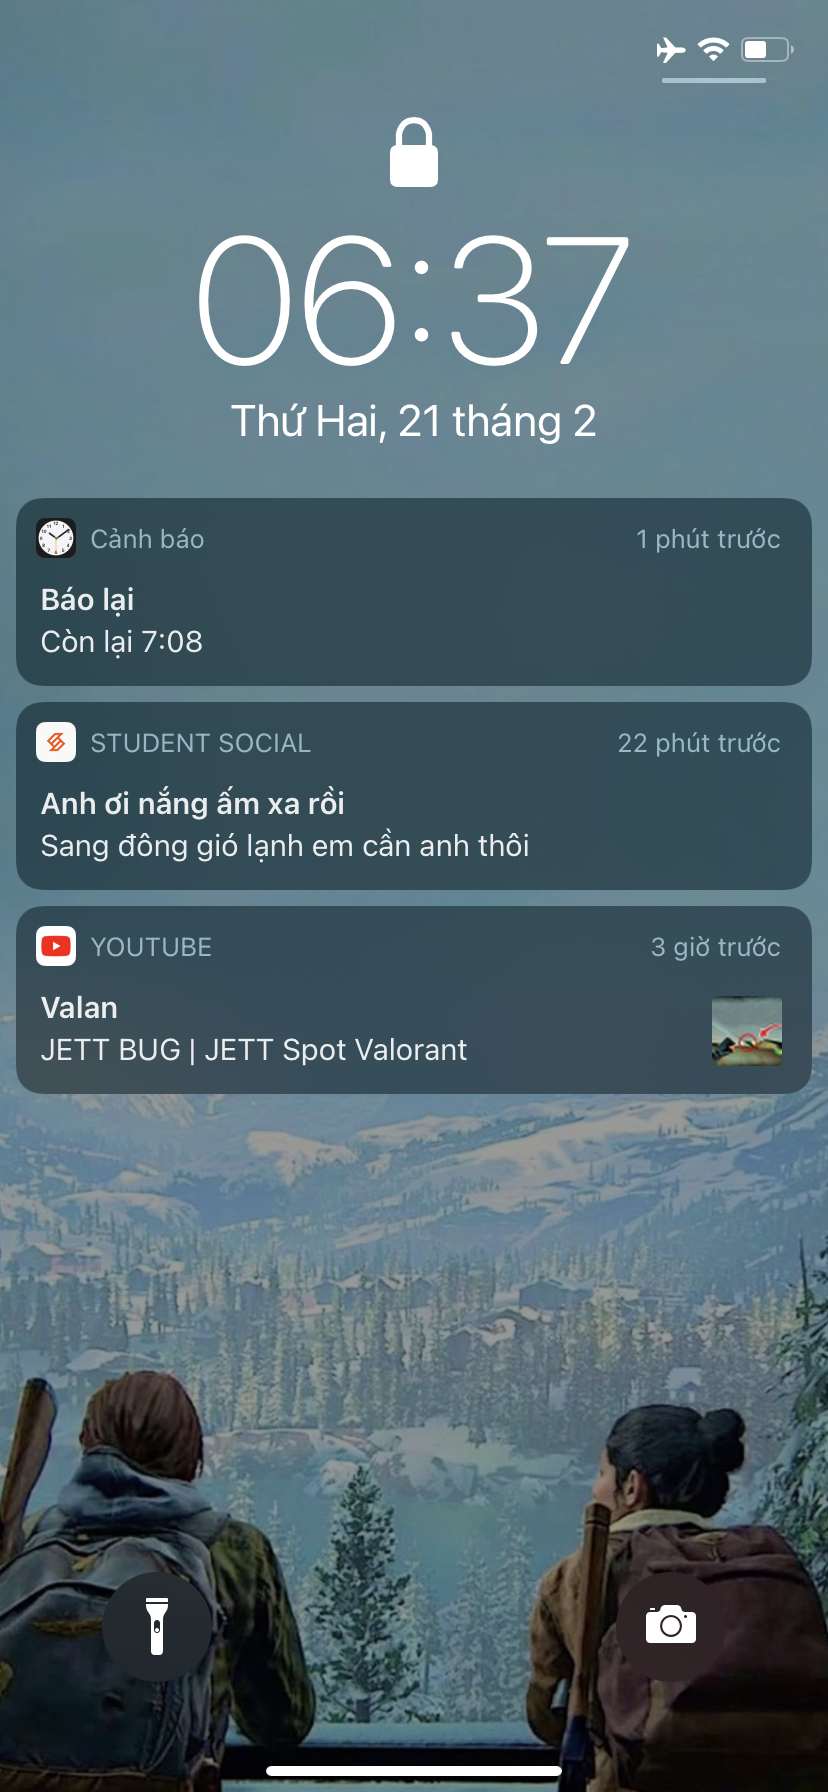 06:37
Thứ Hai, 21 tháng 2
Cảnh báo
1 phút trước
Báo lại
Còn lại 7:08
STUDENT SOCIAL
22 phút trước
Anh ơi nắng ấm xa rồi
Sang đông gió lạnh em cần anh thôi
YOUTUBE
3 giờ trước
Valan
JETT BUG | JETT Spot Valorant